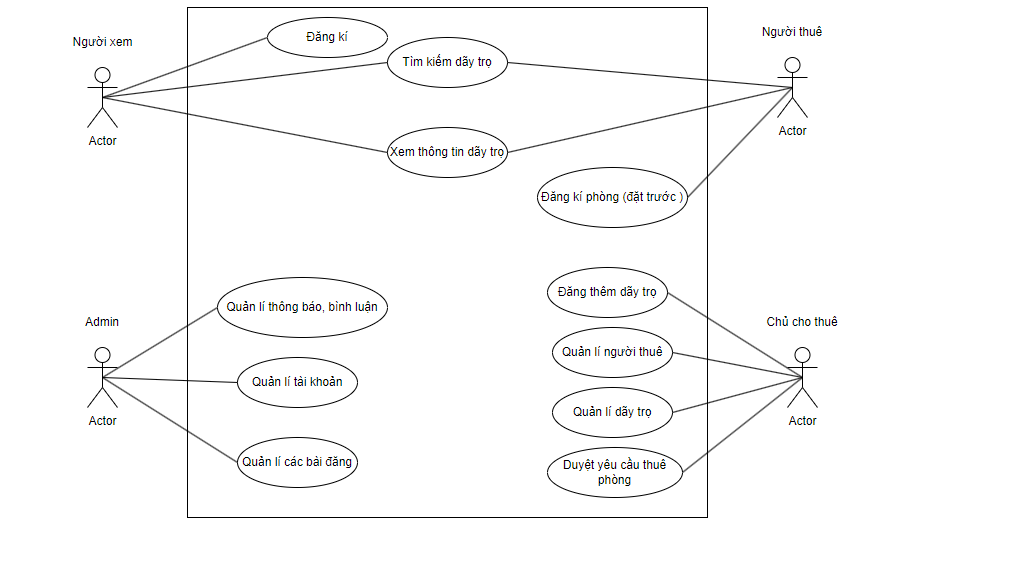 Người thuê
Người xem
Đăng kí
Tìm kiếm dãy trọ
Actor
Actor
Xem thông tin dãy trọ
Đăng kí phòng (đặt trước )
Đăng thêm dãy trọ
Quản lí thông báo, bình luận
Admin
Chủ cho thuê
Quản lí người thuê
Quản lí tài khoản
Quản lí dãy trọ
Actor
Actor
Quản lí các bài đăng
Duyệt yêu cầu thuê
phòng